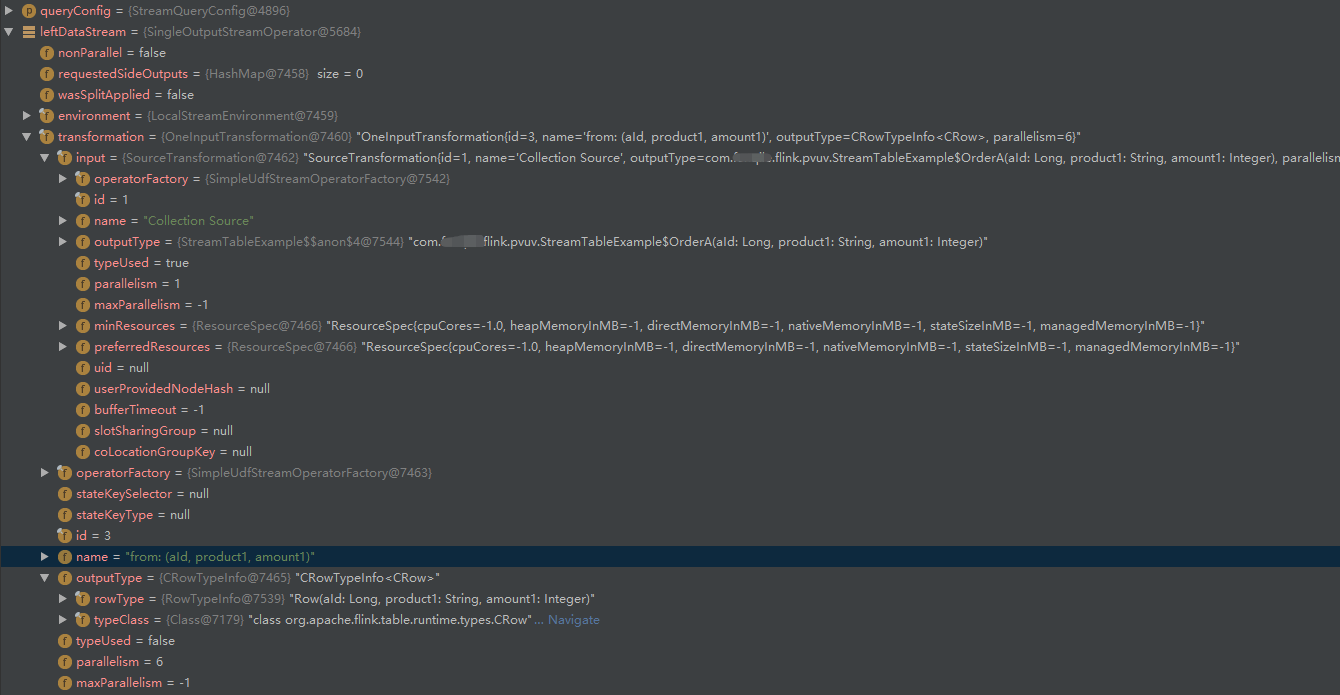 queryConfig = {StreamQueryConfig@4896}
leftDataStream = {SingleOutputStreamOperator@5684}
nonParallel = false
requestedSideOutputs = {HashMap@7458} size = 0
wasSplitApplied = false
environment = {LocalStreamEnvironment@7459}
transformation = {OneInputTransformation@7460} "OneInputTransformation{id=3, name='from: (aId, product1, amount1)', outputType=CRowTypeInfo<CRow>, parallelism=6}"
input = {SourceTransformation@7462} "SourceTransformation{id=1, name='Collection Source', outputType=com. .flink.pvuv.StreamTableExample$OrderA(aId: Long, product1: String, amount1: Integer), parallelism
operatorFactory = {SimpleUdfStreamOperatorFactory@7542}
id = 1
name = "Collection Source"
outputType = {StreamTableExample$$anon$4@7544} "com. flink.pvuv.StreamTableExample$OrderA(aId: Long, product1: String, amount1: Integer)"
typeUsed = true
parallelism = 1
maxParallelism = -1
minResources = {ResourceSpec@7466} "ResourceSpec{cpuCores=-1.0, heapMemoryInMB=-1, directMemoryInMB=-1, nativeMemoryInMB=-1, stateSizeInMB=-1, managedMemoryInMB=-1}"
preferredResources = {ResourceSpec@7466} "ResourceSpec{cpuCores=-1.0, heapMemoryInMB=-1, directMemoryInMB=-1, nativeMemoryInMB=-1, stateSizeInMB=-1, managedMemoryInMB=-1}"
uid = null
userProvidedNodeHash = null
bufferTimeout = -1
slotSharingGroup = null
coLocationGroupKey = null
operatorFactory = {SimpleUdfStreamOperatorFactory@7463}
stateKeySelector = null
stateKeyType = null
id = 3
name = "from: (aId, product1, amount1)"
outputType = {CRowTypeInfo@7465} "CRowTypeInfo<CRow>"
rowType = {RowTypeInfo@7539} "Row(aId: Long, product1: String, amount1: Integer)"
typeClass = {Class@7179} "class org.apache.flink.table.runtime.types.CRow"... Navigate
typeUsed = false
parallelism = 6
maxParallelism = -1